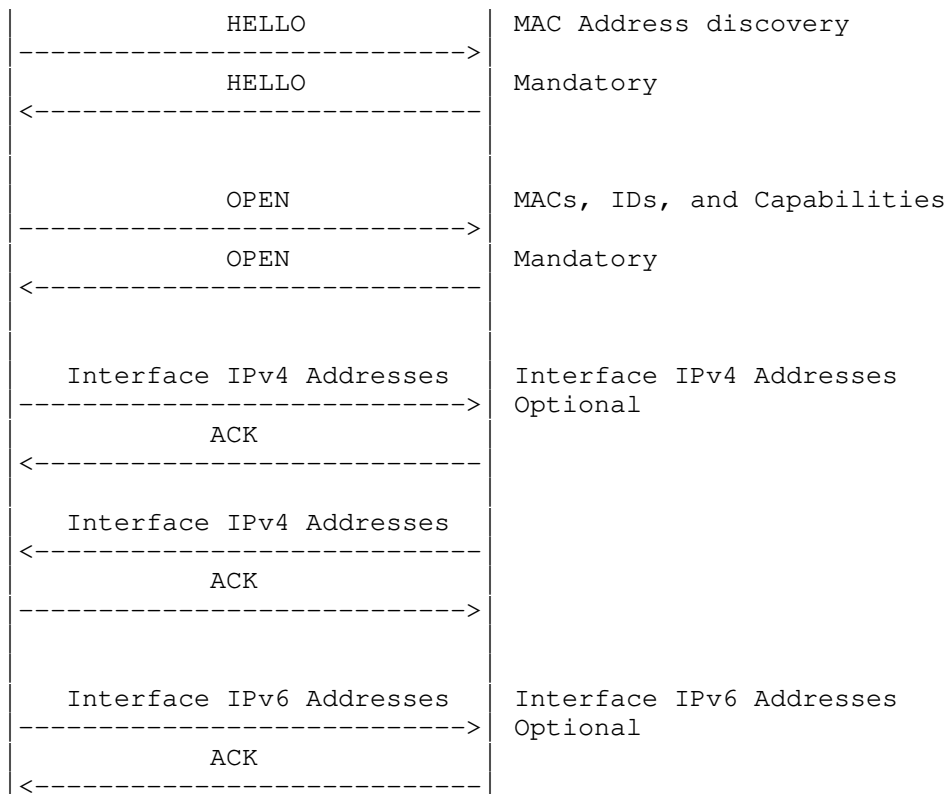 |            HELLO            | MAC Address discovery
|---------------------------->|
|            HELLO            | Mandatory
|<----------------------------|
|                             |
|                             |
|            OPEN             | MACs, IDs, and Capabilities
|---------------------------->|
|            OPEN             | Mandatory
|<----------------------------|
|                             |
|                             |
|  Interface IPv4 Addresses   | Interface IPv4 Addresses
|---------------------------->| Optional
|            ACK              |
|<----------------------------|
|                             |
|  Interface IPv4 Addresses   |
|<----------------------------|
|            ACK              |
|---------------------------->|
|                             |
|                             |
|  Interface IPv6 Addresses   | Interface IPv6 Addresses
|---------------------------->| Optional
|            ACK              |
|<----------------------------|